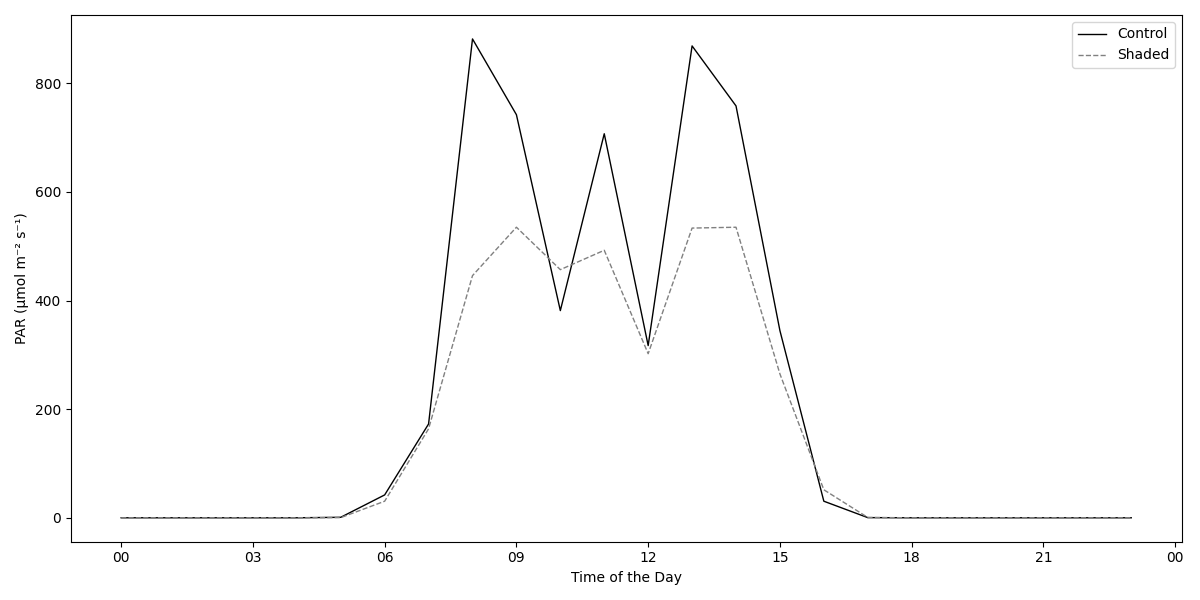 Control
Shaded
800
600
400
200
0
PAR (μmol m⁻² s⁻¹)
00 03 06 09 12 15 18 21 00
Time of the Day